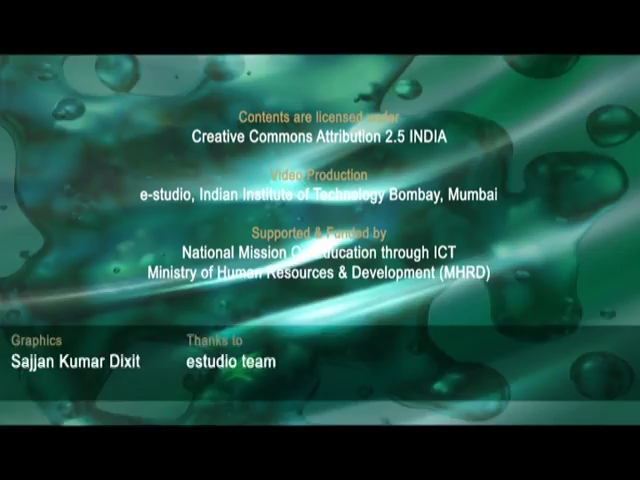 Contents are licensed under
Creative Commons Attribution 2.5 INDIA
Video Production
e-studio, Indian Institute of Technology Bombay, Mumbai
Supported & Funded by
National Mission On Education through ICT
Ministry of Human Resources & Development (MHRD)
Graphics
Sajjan Kumar Dixit
Thanks to
estudio team